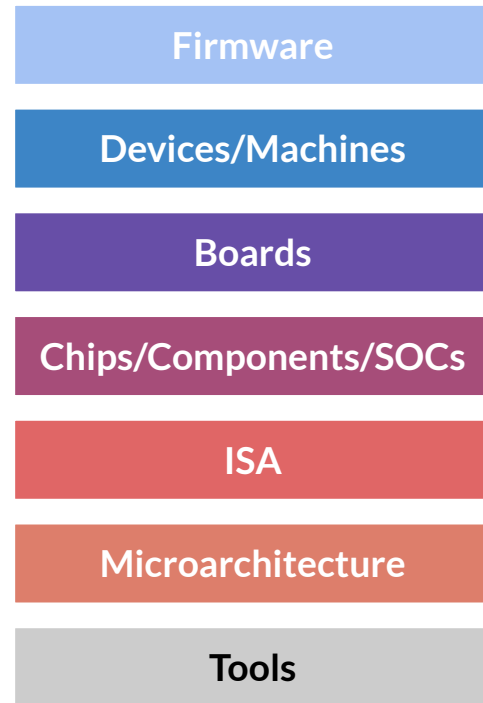 Firmware
Devices/Machines
Boards
Chips/Components/SOCs
ISA
Microarchitecture
Tools